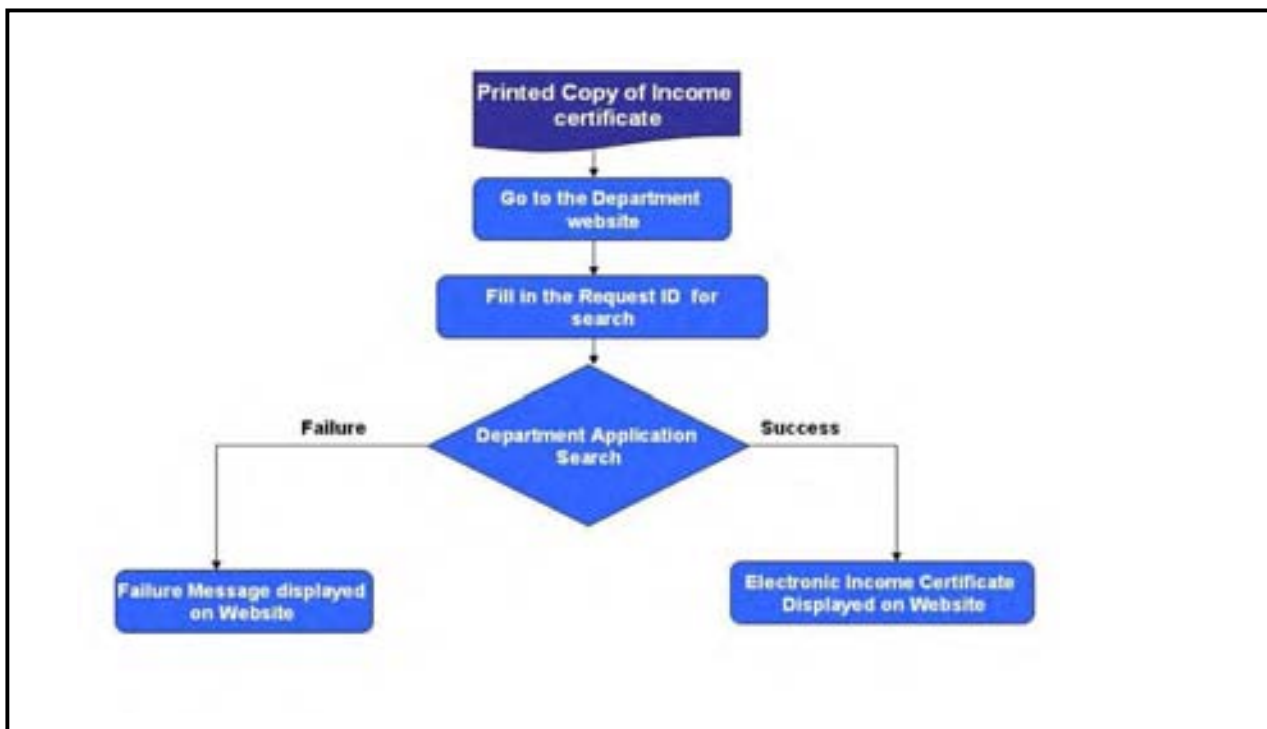 Printed Copy of Income
certificate
Go to the Department
website
Fill in the Request ID for
search
Failure
Department Application
Search
Success
Failure Message displayed
on Website
Electronic Income Certificate
Displayed on Website